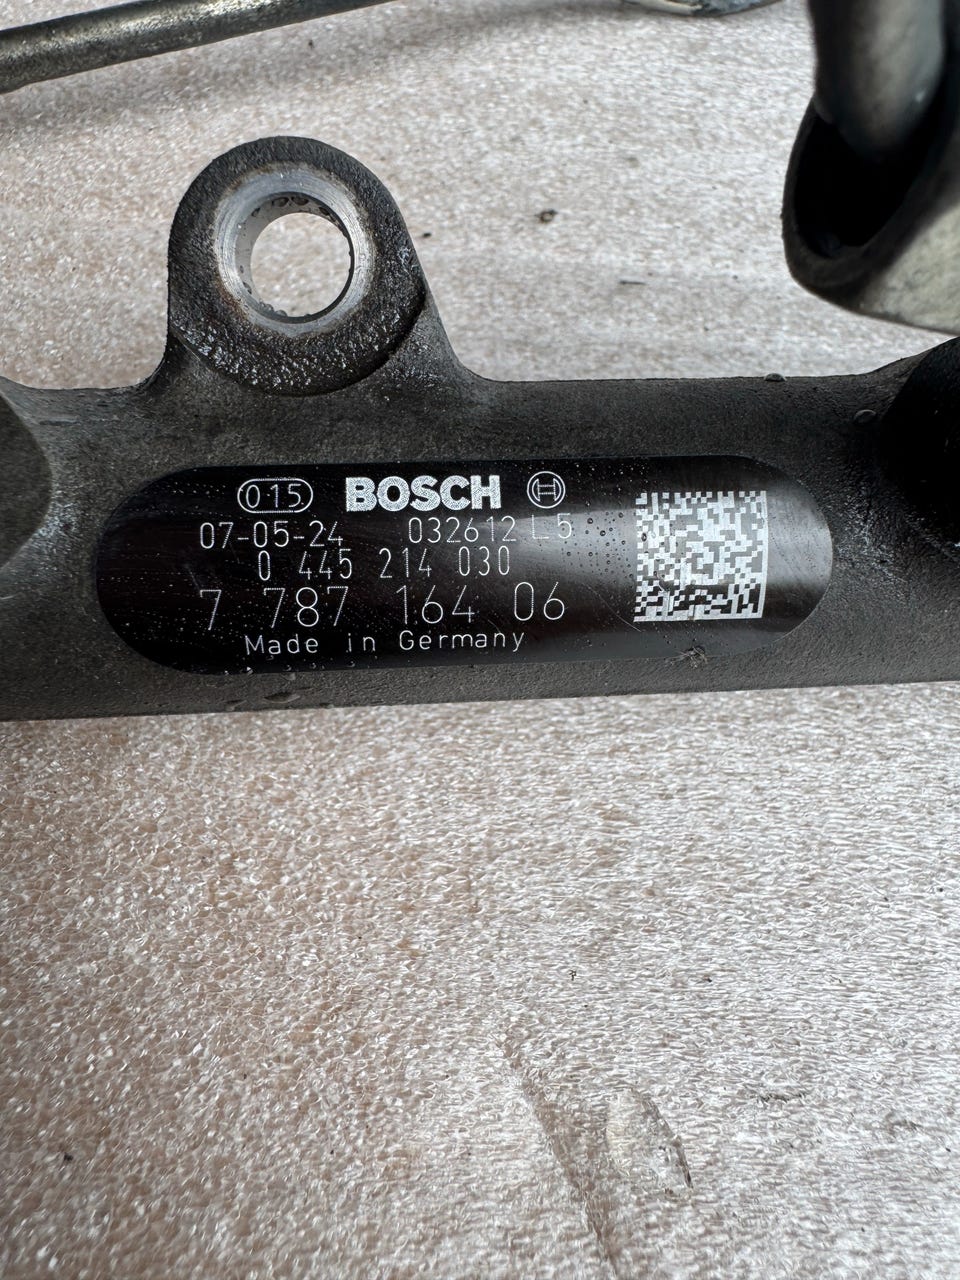 015 BOSCH
07-05-24 032612 L5
0 445 214 030
7 787 164 06
Made in Germany